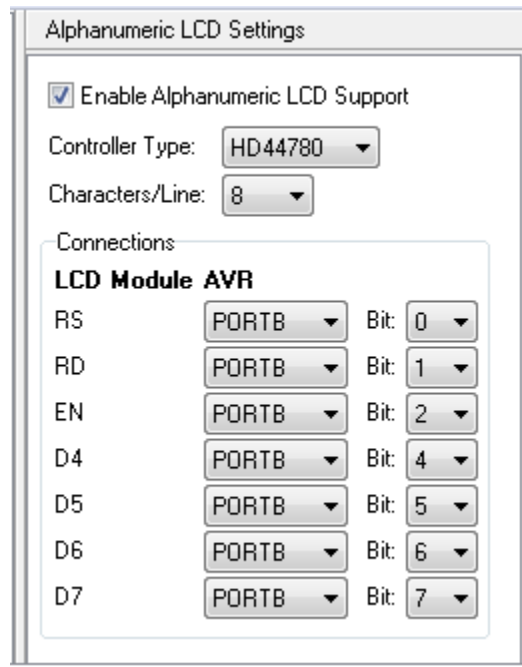 Alphanumeric LCD Settings
Enable Alphanumeric LCD Support
Controller Type: HD44780
Characters/Line: 8
Connections
LCD Module AVR
RS PORTB Bit: 0
RD PORTB Bit: 1
EN PORTB Bit: 2
D4 PORTB Bit: 4
D5 PORTB Bit: 5
D6 PORTB Bit: 6
D7 PORTB Bit: 7